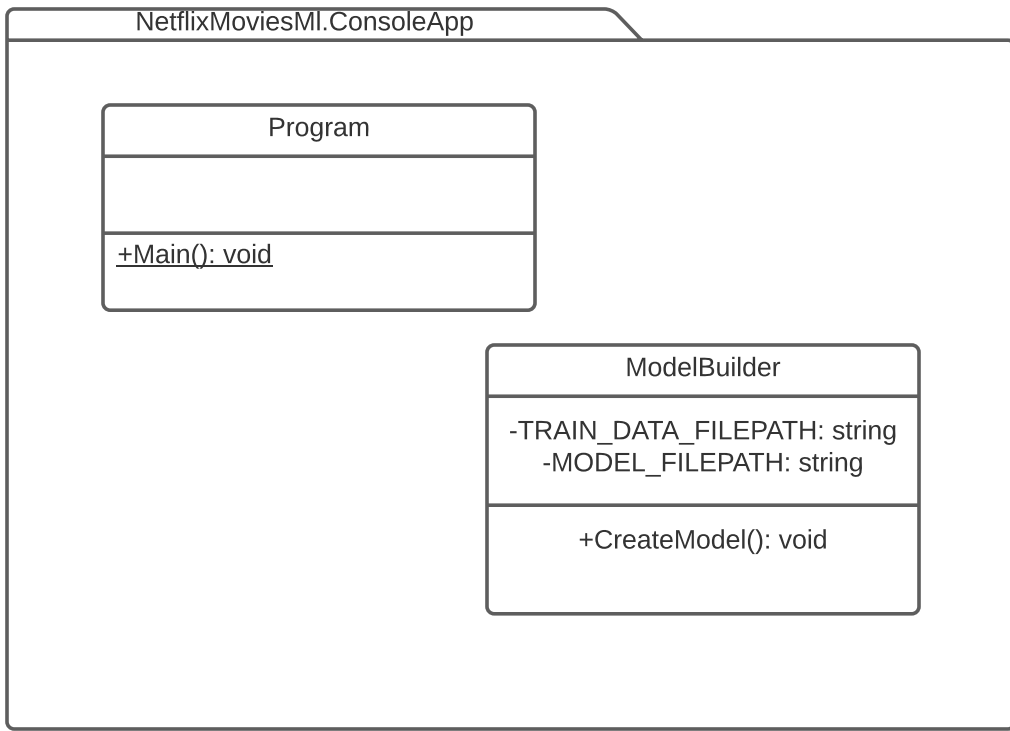 NetflixMoviesMl.ConsoleApp
Program
+Main(): void
ModelBuilder
-TRAIN_DATA_FILEPATH: string
-MODEL_FILEPATH: string
+CreateModel(): void